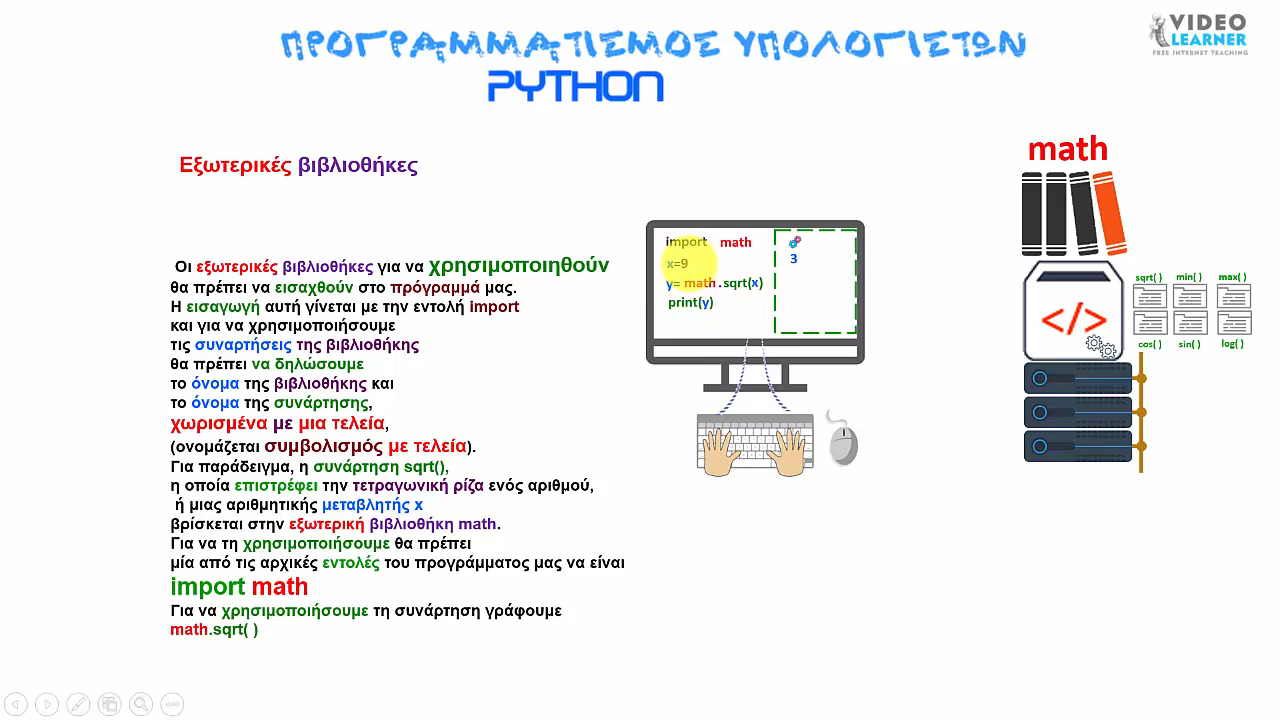 ΠΡΟΓΡΑΜΜΑΤΙΣΜΟΣ ΥΠΟΛΟΓΙΣΤΩΝ
PYTHON
VIDEO
LEARNER
FREE INTERNET TEACHING
Εξωτερικές βιβλιοθήκες
Οι εξωτερικές βιβλιοθήκες για να χρησιμοποιηθούν
θα πρέπει να εισαχθούν στο πρόγραμμά μας.
Η εισαγωγή αυτή γίνεται με την εντολή import
και για να χρησιμοποιήσουμε
τις συναρτήσεις της βιβλιοθήκης
θα πρέπει να δηλώσουμε
το όνομα της βιβλιοθήκης και
το όνομα της συνάρτησης,
χωρισμένα με μια τελεία,
(ονομάζεται συμβολισμός με τελεία).
Για παράδειγμα, η συνάρτηση sqrt(),
η οποία επιστρέφει την τετραγωνική ρίζα ενός αριθμού,
ή μιας αριθμητικής μεταβλητής x
βρίσκεται στην εξωτερική βιβλιοθήκη math.
Για να τη χρησιμοποιήσουμε θα πρέπει
μία από τις αρχικές εντολές του προγράμματος μας να είναι
import math
Για να χρησιμοποιήσουμε τη συνάρτηση γράφουμε
math.sqrt( )
import math
x=9
y= math.sqrt(x)
print(y)
3
math
</>
sqrt( ) min( ) max( )
cos( ) sin( ) log( )